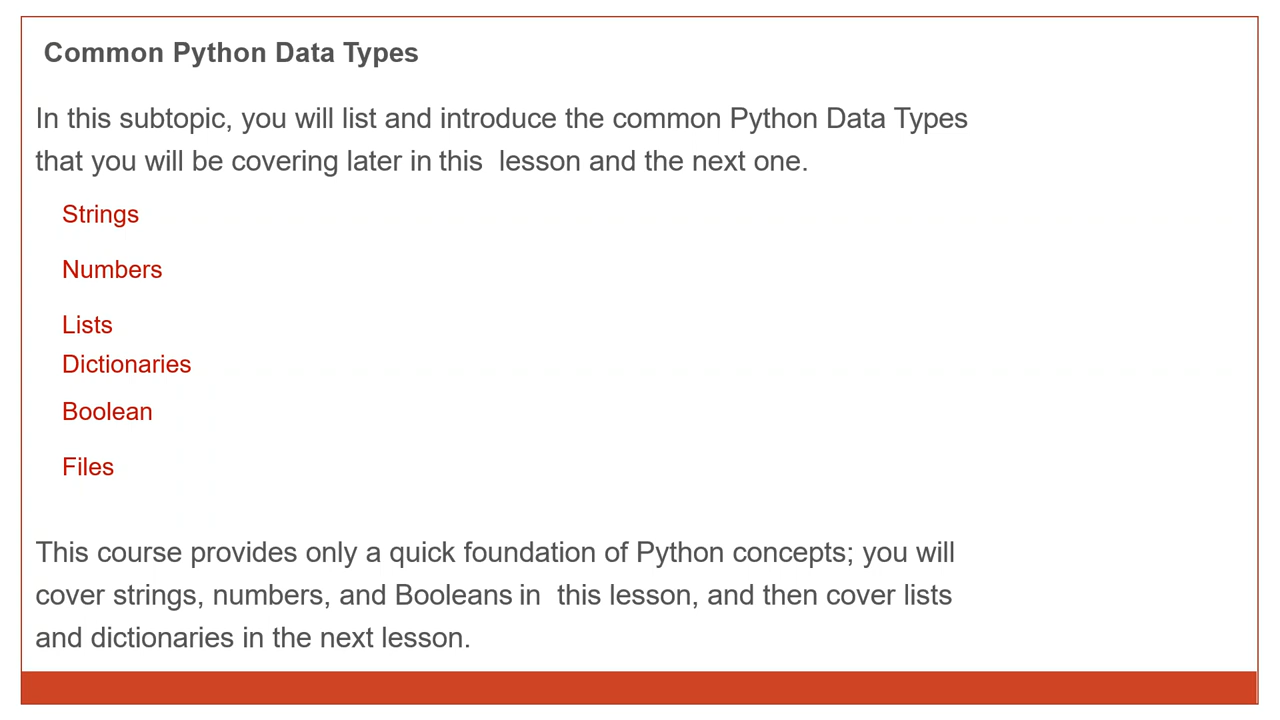 Common Python Data Types
In this subtopic, you will list and introduce the common Python Data Types
that you will be covering later in this lesson and the next one.
Strings
Numbers
Lists
Dictionaries
Boolean
Files
This course provides only a quick foundation of Python concepts; you will
cover strings, numbers, and Booleans in this lesson, and then cover lists
and dictionaries in the next lesson.